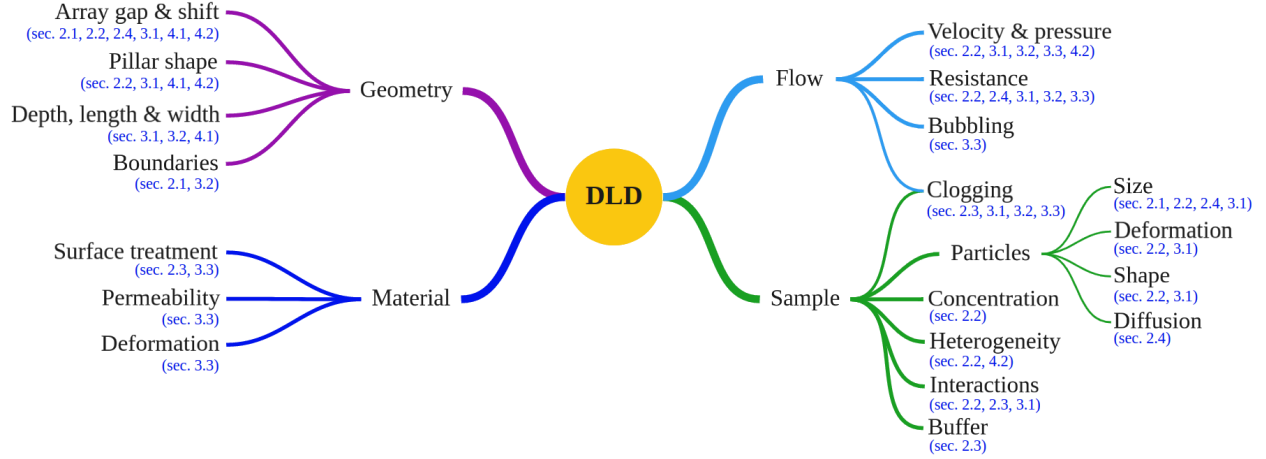 Array gap & shift
(sec. 2.1, 2.2, 2.4, 3.1, 4.1, 4.2)
Pillar shape
(sec. 2.2, 3.1, 4.1, 4.2)
Depth, length & width
(sec. 3.1, 3.2, 4.1)
Boundaries
(sec. 2.1, 3.2)
Geometry
Surface treatment
(sec. 2.3, 3.3)
Permeability
(sec. 3.3)
Deformation
(sec. 3.3)
Material
DLD
Flow
Velocity & pressure
(sec. 2.2, 3.1, 3.2, 3.3, 4.2)
Resistance
(sec. 2.2, 2.4, 3.1, 3.2, 3.3)
Bubbling
(sec. 3.3)
Clogging
(sec. 2.3, 3.1, 3.2, 3.3)
Sample
Particles
Size
(sec. 2.1, 2.2, 2.4, 3.1)
Deformation
(sec. 2.2, 3.1)
Shape
(sec. 2.2, 3.1)
Diffusion
(sec. 2.4)
Concentration
(sec. 2.2)
Heterogeneity
(sec. 2.2, 4.2)
Interactions
(sec. 2.2, 2.3, 3.1)
Buffer
(sec. 2.3)